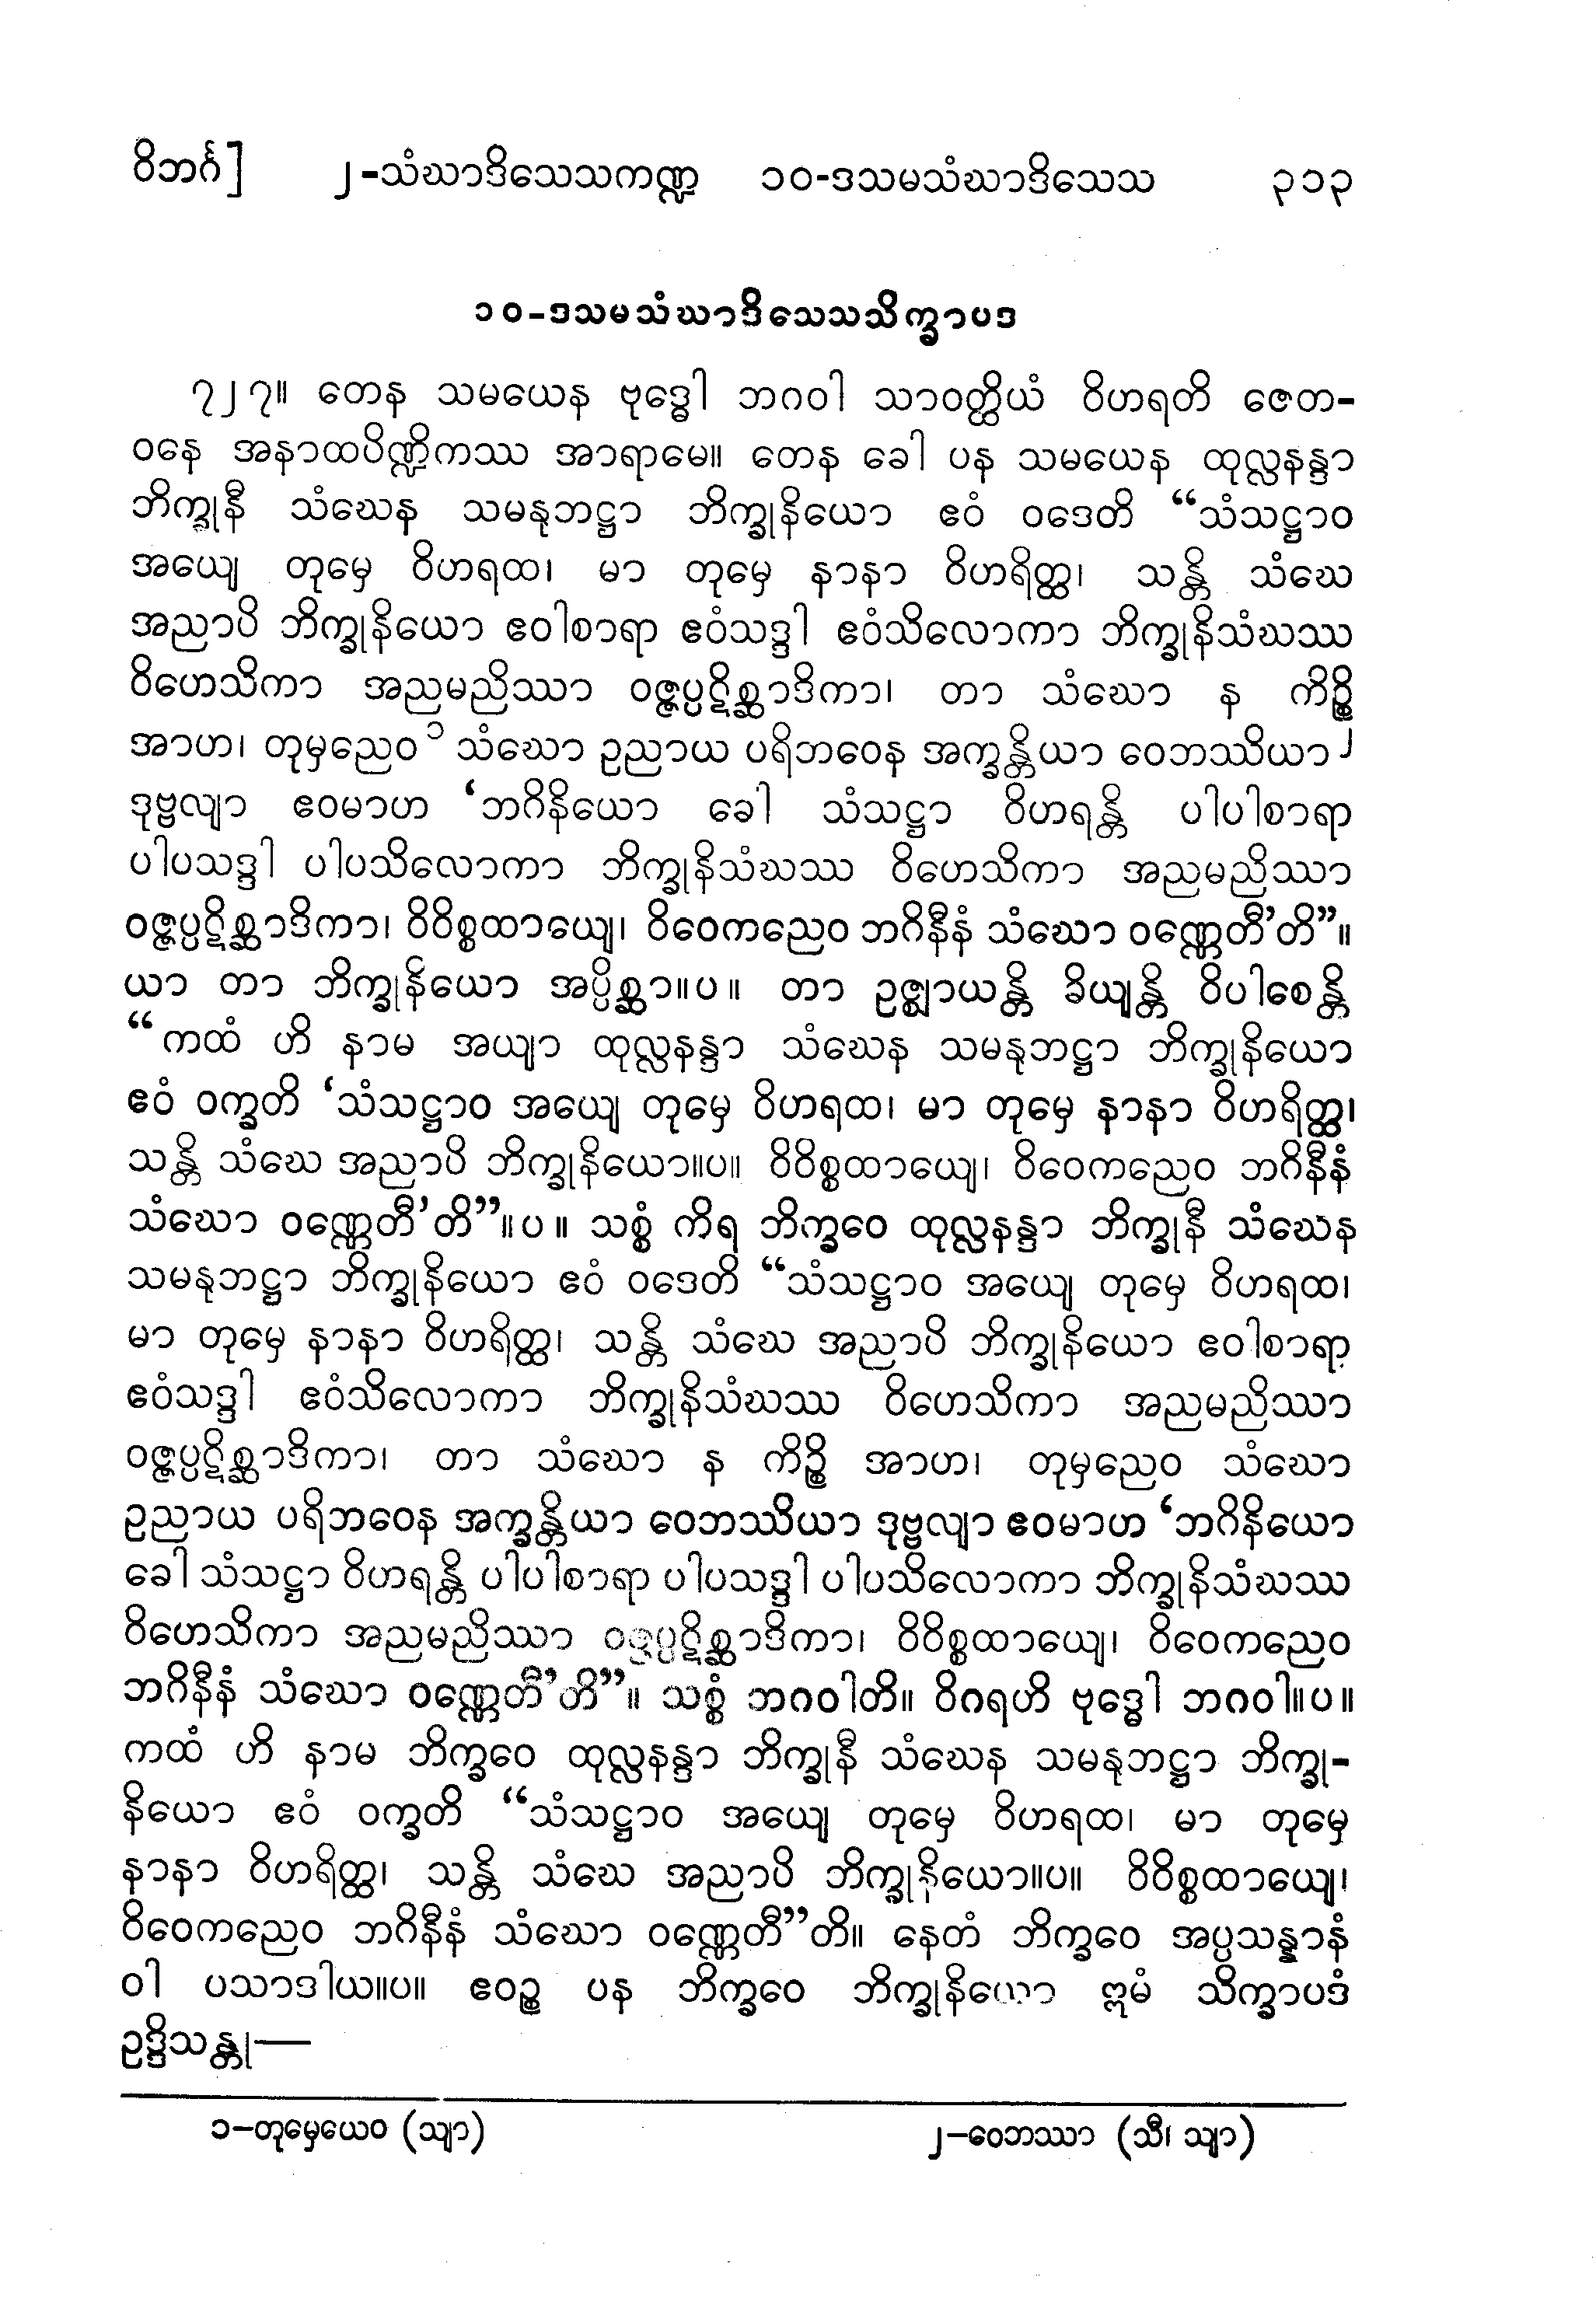 ဝိဘင်္ဂ] ၂-သံဃာဒိသေသကဏ္ဍ ၁၀-ဒသမသံဃာဒိသေသ ၃၁၃
၁၀-ဒသမသံဃာဒိသေသသိက္ခာပဒ
၇၂၇။ တေန သမယေန ဗုဒ္ဓေါ ဘဂဝါ သာဝတ္ထိယံ ဝိဟရတိ ဇေတ-
ဝနေ အနာထပိဏ္ဍိကဿ အာရာမေ။ တေန ခေါ ပန သမယေန ထုလ္လနန္ဒာ
ဘိက္ခုနီ သံဃေန သမနုဘဋ္ဌာ ဘိက္ခုနိယော ဧဝံ ဝဒေတိ “သံသဋ္ဌာဝ
အယျေ တုမှေ ဝိဟရထ၊ မာ တုမှေ နာနာ ဝိဟရိတ္ထ၊ သန္တိ သံဃေ
အညာပိ ဘိက္ခုနိယော ဧဝါစာရာ ဧဝံသဒ္ဒါ ဧဝံသိလောကာ ဘိက္ခုနိသံဃဿ
ဝိဟေသိကာ အညမညိဿာ ဝဇ္ဇပ္ပဋိစ္ဆာဒိကာ၊ တာ သံဃော န ကိဉ္စိ
အာဟ၊ တုမှညေဝ ၁ သံဃော ဥညာယ ပရိဘဝေန အက္ခန္တိယာ ဝေဘဿိယာ ၂
ဒုဗ္ဗလျာ ဧဝမာဟ ‘ဘဂိနိယော ခေါ သံသဋ္ဌာ ဝိဟရန္တိ ပါပါစာရာ
ပါပသဒ္ဒါ ပါပသိလောကာ ဘိက္ခုနိသံဃဿ ဝိဟေသိကာ အညမညိဿာ
ဝဇ္ဇပ္ပဋိစ္ဆာဒိကာ၊ ဝိဝိစ္စထာယျေ၊ ဝိဝေကညေဝ ဘဂိနီနံ သံဃော ဝဏ္ဏေတီ’တိ”။
ယာ တာ ဘိက္ခုနိယော အပ္ပိစ္ဆာ။ပ။ တာ ဥဇ္ဈာယန္တိ ခိယျန္တိ ဝိပါစေန္တိ
“ကထံ ဟိ နာမ အယျာ ထုလ္လနန္ဒာ သံဃေန သမနုဘဋ္ဌာ ဘိက္ခုနိယော
ဧဝံ ဝက္ခတိ ‘သံသဋ္ဌာဝ အယျေ တုမှေ ဝိဟရထ၊ မာ တုမှေ နာနာ ဝိဟရိတ္ထ၊
သန္တိ သံဃေ အညာပိ ဘိက္ခုနိယော။ပ။ ဝိဝိစ္စထာယျေ၊ ဝိဝေကညေဝ ဘဂိနီနံ
သံဃော ဝဏ္ဏေတီ’တိ”။ပ။ သစ္စံ ကိရ ဘိက္ခဝေ ထုလ္လနန္ဒာ ဘိက္ခုနီ သံဃေန
သမနုဘဋ္ဌာ ဘိက္ခုနိယော ဧဝံ ဝဒေတိ “သံသဋ္ဌာဝ အယျေ တုမှေ ဝိဟရထ၊
မာ တုမှေ နာနာ ဝိဟရိတ္ထ၊ သန္တိ သံဃေ အညာပိ ဘိက္ခုနိယော ဧဝါစာရာ
ဧဝံသဒ္ဒါ ဧဝံသိလောကာ ဘိက္ခုနိသံဃဿ ဝိဟေသိကာ အညမညိဿာ
ဝဇ္ဇပ္ပဋိစ္ဆာဒိကာ၊ တာ သံဃော န ကိဉ္စိ အာဟ၊ တုမှညေဝ သံဃော
ဥညာယ ပရိဘဝေန အက္ခန္တိယာ ဝေဘဿိယာ ဒုဗ္ဗလျာ ဧဝမာဟ ‘ဘဂိနိယော
ခေါ သံသဋ္ဌာ ဝိဟရန္တိ ပါပါစာရာ ပါပသဒ္ဒါ ပါပသိလောကာ ဘိက္ခုနိသံဃဿ
ဝိဟေသိကာ အညမညိဿာ ဝဇ္ဇပ္ပဋိစ္ဆာဒိကာ၊ ဝိဝိစ္စထာယျေ၊ ဝိဝေကညေဝ
ဘဂိနီနံ သံဃော ဝဏ္ဏေတီ’တိ”။ သစ္စံ ဘဂဝါတိ။ ဝိဂရဟိ ဗုဒ္ဓေါ ဘဂဝါ။ပ။
ကထံ ဟိ နာမ ဘိက္ခဝေ ထုလ္လနန္ဒာ ဘိက္ခုနီ သံဃေန သမနုဘဋ္ဌာ ဘိက္ခု-
နိယော ဧဝံ ဝက္ခတိ “သံသဋ္ဌာဝ အယျေ တုမှေ ဝိဟရထ၊ မာ တုမှေ
နာနာ ဝိဟရိတ္ထ၊ သန္တိ သံဃေ အညာပိ ဘိက္ခုနိယော။ပ။ ဝိဝိစ္စထာယျေ၊
ဝိဝေကညေဝ ဘဂိနီနံ သံဃော ဝဏ္ဏေတီ”တိ။ နေတံ ဘိက္ခဝေ အပ္ပသန္နာနံ
ဝါ ပသာဒါယ။ပ။ ဧဝဉ္စ ပန ဘိက္ခဝေ ဘိက္ခုနိယော ဣမံ သိက္ခာပဒံ
ဥဒ္ဒိသန္တု—
၁—တုမှေယေဝ (သျာ) ၂—ဝေဘဿာ (သီ၊ သျာ)